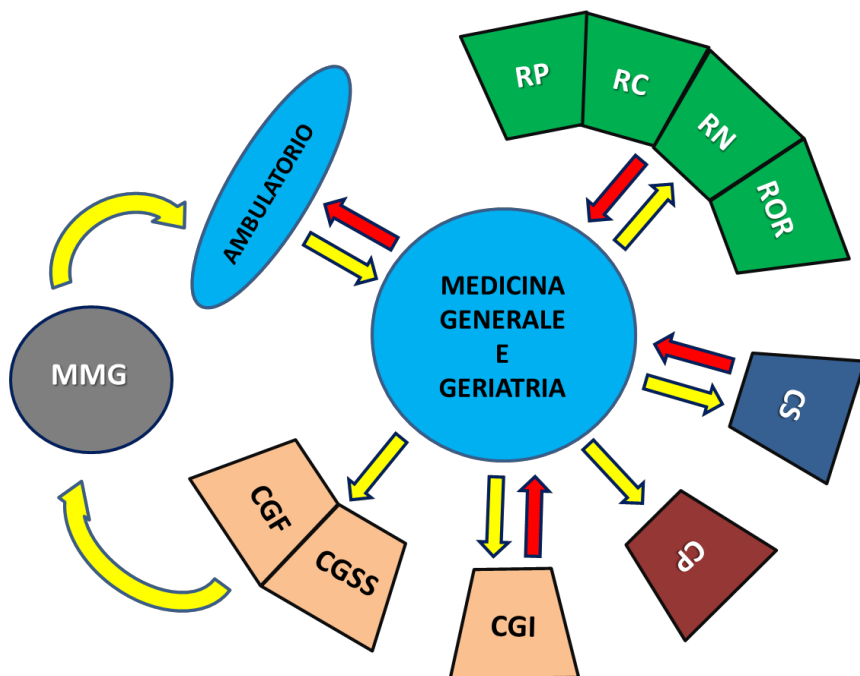 RP
RC
RN
ROR
AMBULATORIO
MEDICINA
GENERALE
E
GERIATRIA
MMG
CS
CGF
CGSS
CGI
CP